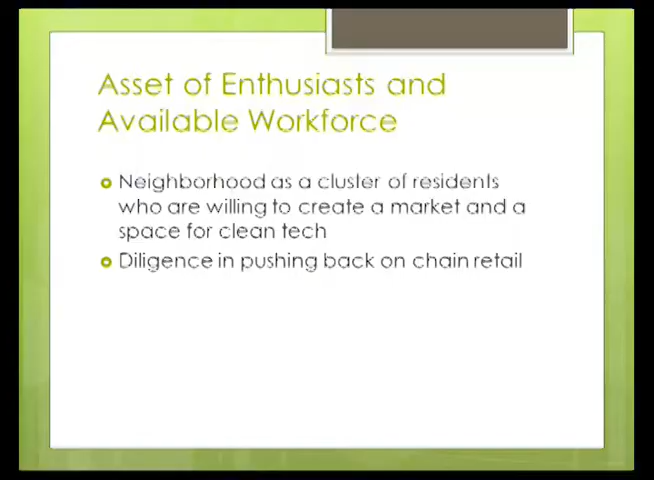 Asset of Enthusiasts and
Available Workforce
Neighborhood as a cluster of residents
who are willing to create a market and a
space for clean tech
Diligence in pushing back on chain retail